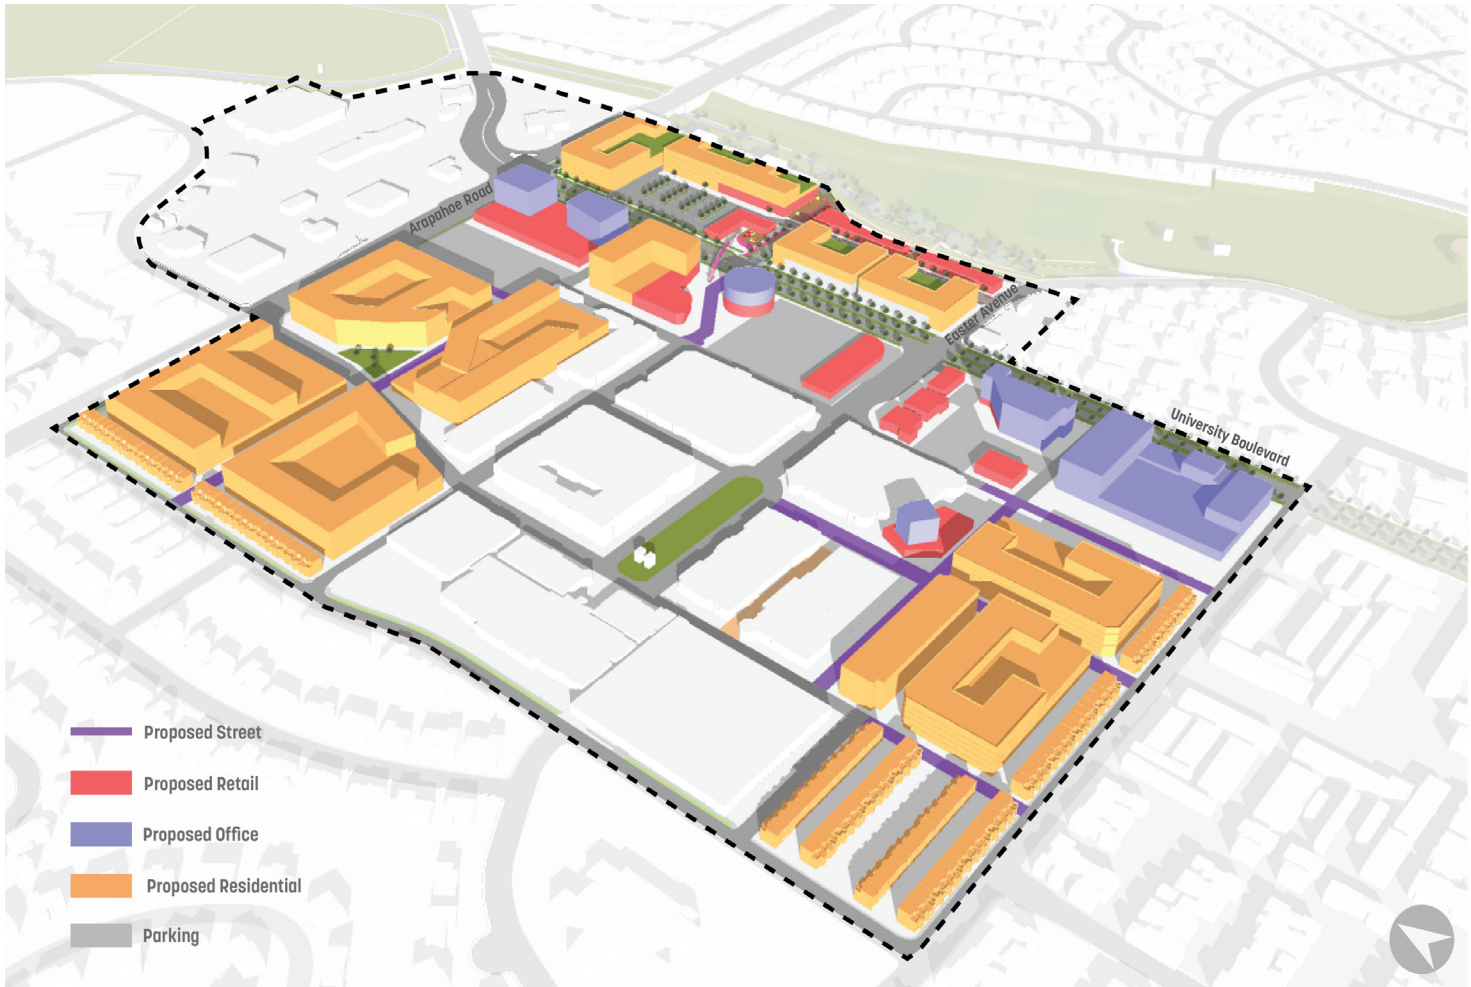 Arapahoe Road
Easter Avenue
University Boulevard
Proposed Street
Proposed Retail
Proposed Office
Proposed Residential
Parking